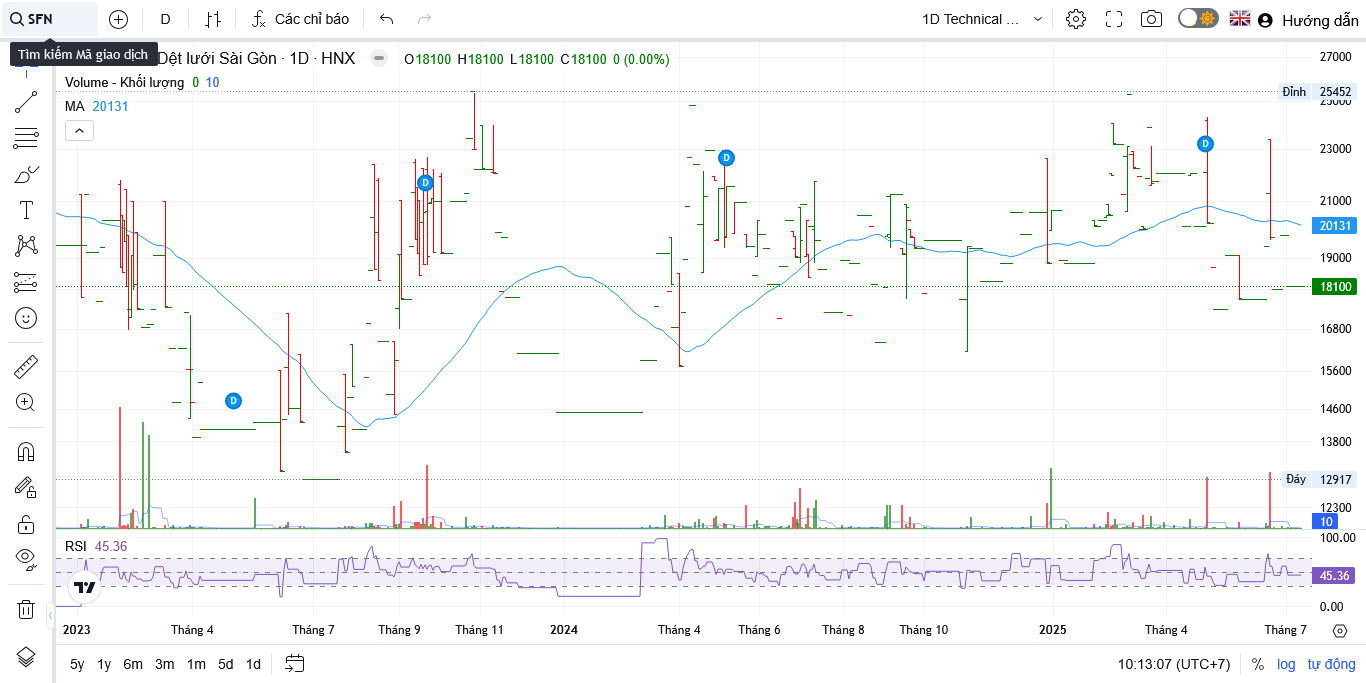 SFN
D
Các chỉ báo
1D Technical ...
Hướng dẫn
Tìm kiếm Mã giao dịch
Dệt lưới Sài Gòn · 1D · HNX
O18100 H18100 L18100 C18100 0 (0.00%)
Volume - Khối lượng 0 10
MA 20131
27000
Đỉnh 25452
25000
23000
21000
20131
19000
18100
16800
15600
14600
13800
Đáy 12917
12300
10
D
D
D
D
RSI 45.36
100.00
45.36
0.00
2023
Tháng 4
Tháng 7
Tháng 9
Tháng 11
2024
Tháng 4
Tháng 6
Tháng 8
Tháng 10
2025
Tháng 4
Tháng 7
5y 1y 6m 3m 1m 5d 1d
10:13:07 (UTC+7)
% log tự động